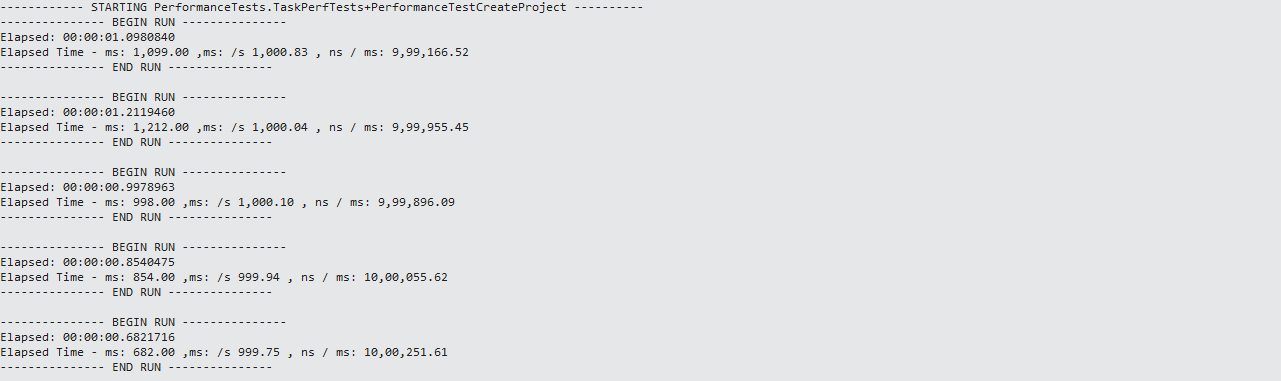 ------------ STARTING PerformanceTests.TaskPerfTests+PerformanceTestCreateProject ----------
--------------- BEGIN RUN ---------------
Elapsed: 00:00:01.0980840
Elapsed Time - ms: 1,099.00 ,ms: /s 1,000.83 , ns / ms: 9,99,166.52
--------------- END RUN ---------------
--------------- BEGIN RUN ---------------
Elapsed: 00:00:01.2119460
Elapsed Time - ms: 1,212.00 ,ms: /s 1,000.04 , ns / ms: 9,99,955.45
--------------- END RUN ---------------
--------------- BEGIN RUN ---------------
Elapsed: 00:00:00.9978963
Elapsed Time - ms: 998.00 ,ms: /s 1,000.10 , ns / ms: 9,99,896.09
--------------- END RUN ---------------
--------------- BEGIN RUN ---------------
Elapsed: 00:00:00.8540475
Elapsed Time - ms: 854.00 ,ms: /s 999.94 , ns / ms: 10,00,055.62
--------------- END RUN ---------------
--------------- BEGIN RUN ---------------
Elapsed: 00:00:00.6821716
Elapsed Time - ms: 682.00 ,ms: /s 999.75 , ns / ms: 10,00,251.61
--------------- END RUN ---------------